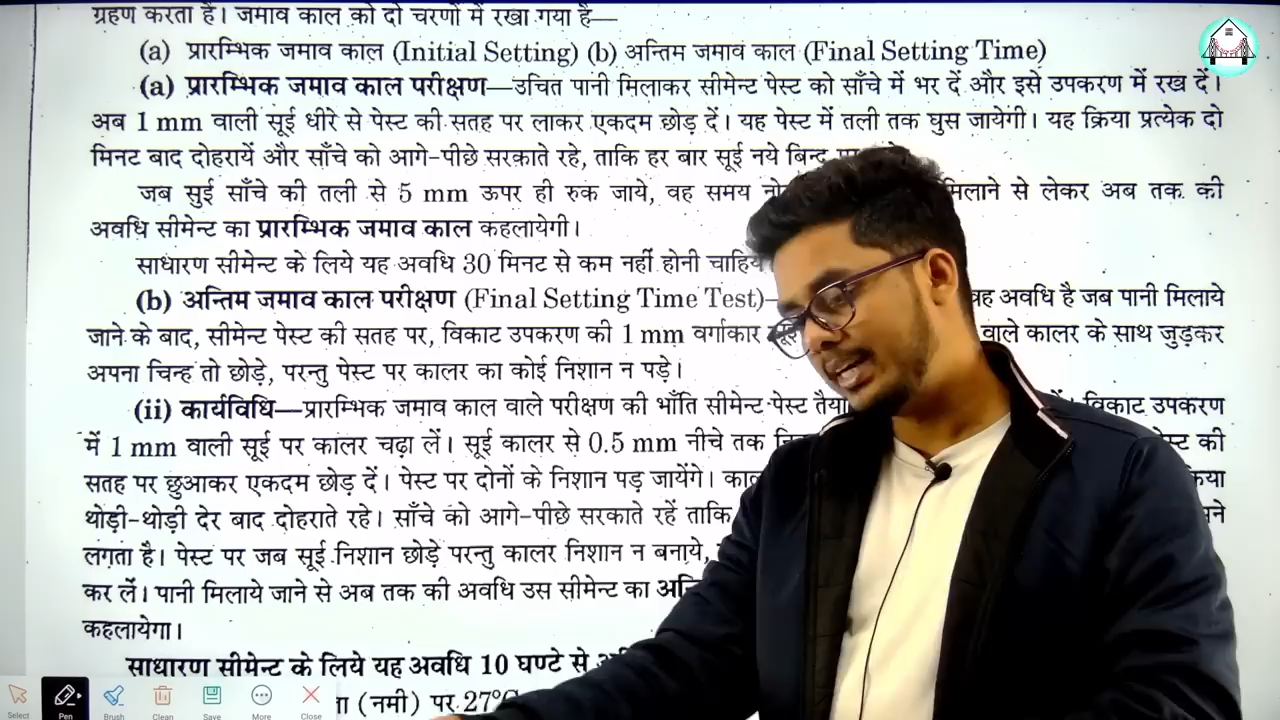 ग्रहण करता है। जमाव काल को दो चरणों में रखा गया है—
(a) प्रारम्भिक जमाव काल (Initial Setting) (b) अन्तिम जमाव काल (Final Setting Time)
(a) प्रारम्भिक जमाव काल परीक्षण—उचित पानी मिलाकर सीमेन्ट पेस्ट को साँचे में भर दें और इसे उपकरण में रख दें।
अब 1 mm वाली सूई धीरे से पेस्ट की सतह पर लाकर एकदम छोड़ दें। यह पेस्ट में तली तक घुस जायेगी। यह क्रिया प्रत्येक दो
मिनट बाद दोहरायें और साँचे को आगे-पीछे सरकाते रहे, ताकि हर बार सूई नये बिन्दु
जब सुई साँचे की तली से 5 mm ऊपर ही रुक जाये, वह समय मिलाने से लेकर अब तक की
अवधि सीमेन्ट का प्रारम्भिक जमाव काल कहलायेगी।
साधारण सीमेन्ट के लिये यह अवधि 30 मिनट से कम नहीं होनी चाहिये
(b) अन्तिम जमाव काल परीक्षण (Final Setting Time Test)— वह अवधि है जब पानी मिलाये
जाने के बाद, सीमेन्ट पेस्ट की सतह पर, विकाट उपकरण की 1 mm वर्गाकार वाले कालर के साथ जुड़कर
अपना चिन्ह तो छोड़े, परन्तु पेस्ट पर कालर का कोई निशान न पड़े।
(ii) कार्यविधि—प्रारम्भिक जमाव काल वाले परीक्षण की भाँति सीमेन्ट पेस्ट विकाट उपकरण
में 1 mm वाली सूई पर कालर चढ़ा लें। सूई कालर से 0.5 mm नीचे तक की
सतह पर छुआकर एकदम छोड़ दें। पेस्ट पर दोनों के निशान पड़ जायेंगे।
थोड़ी-थोड़ी देर बाद दोहराते रहे। साँचे को आगे-पीछे सरकाते रहें ताकि
लगता है। पेस्ट पर जब सूई निशान छोड़े परन्तु कालर निशान न बनाये,
कर लें। पानी मिलाये जाने से अब तक की अवधि उस सीमेन्ट का
कहलायेगा।
साधारण सीमेन्ट के लिये यह अवधि 10 घण्टे से
(नमी) पर 27°C
Select Pen Brush Clean Save More Close